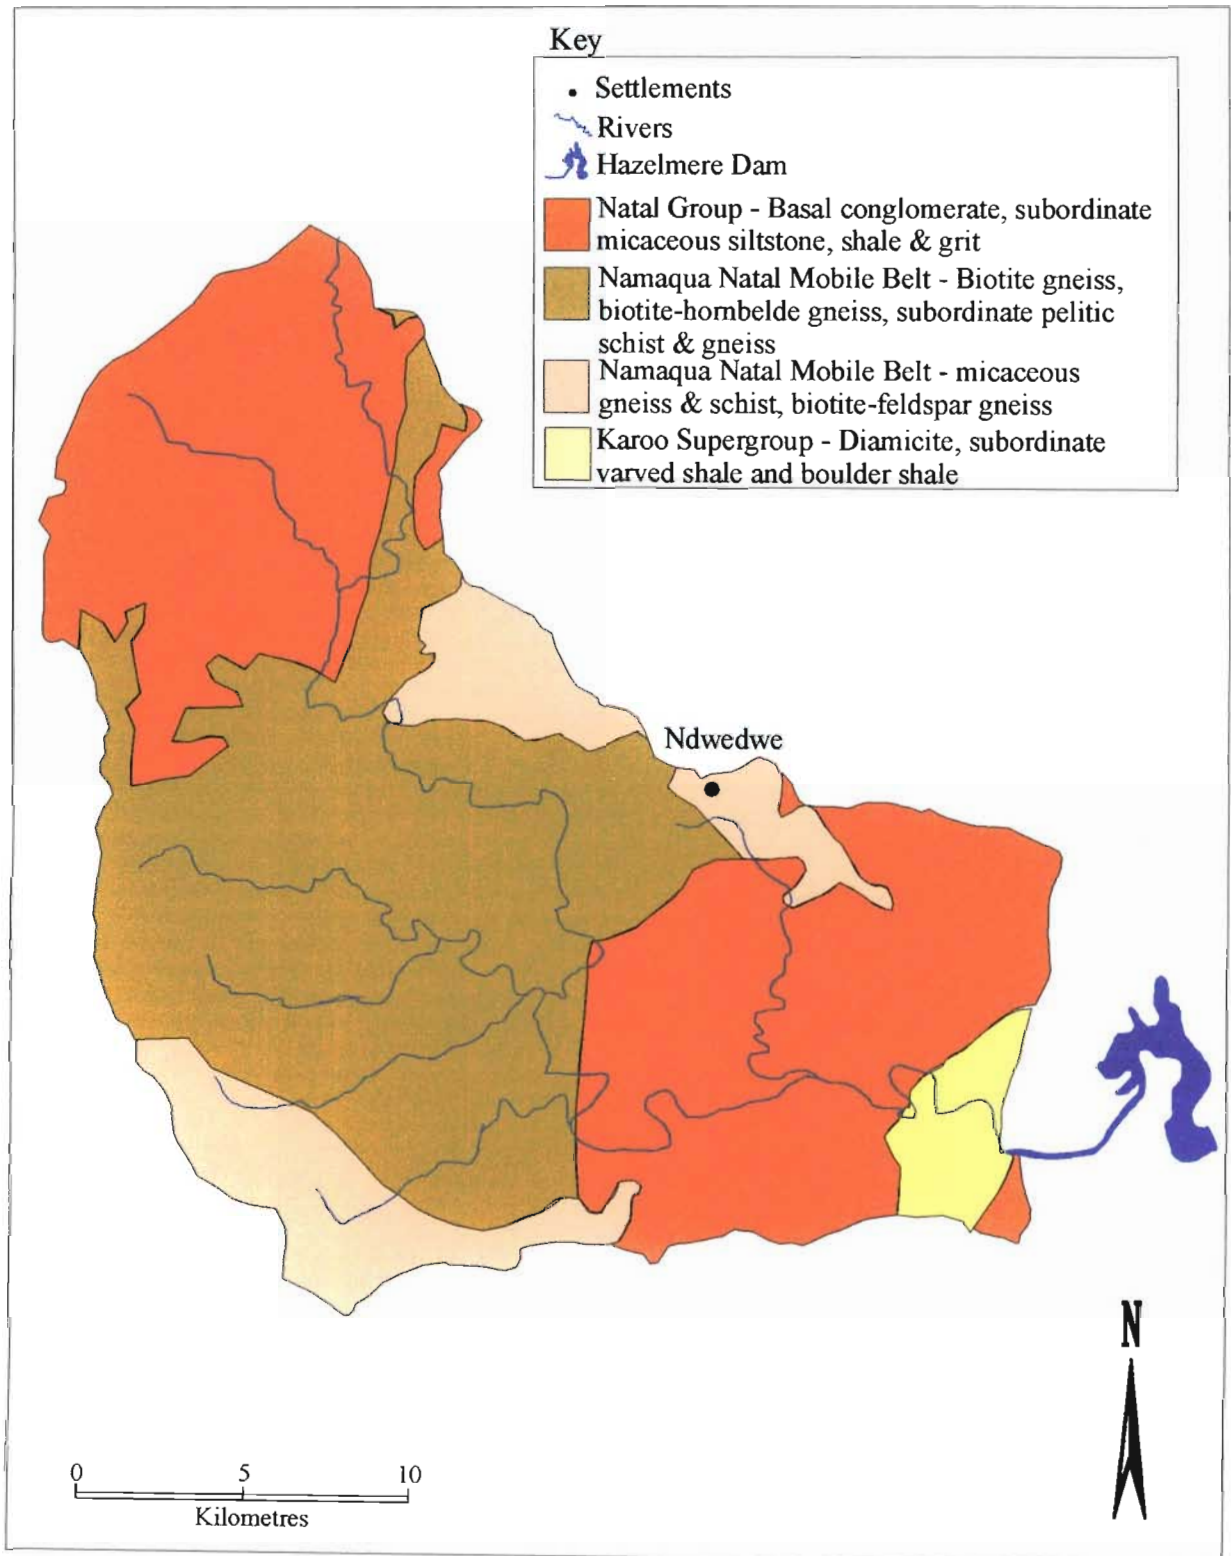 Key
Settlements
Rivers
Hazelmere Dam
Natal Group - Basal conglomerate, subordinate
micaceous siltstone, shale & grit
Namaqua Natal Mobile Belt - Biotite gneiss,
biotite-hornbelde gneiss, subordinate pelitic
schist & gneiss
Namaqua Natal Mobile Belt - micaceous
gneiss & schist, biotite-feldspar gneiss
Karoo Supergroup - Diamicite, subordinate
varved shale and boulder shale
Ndwedwe
N
0 5 10
Kilometres